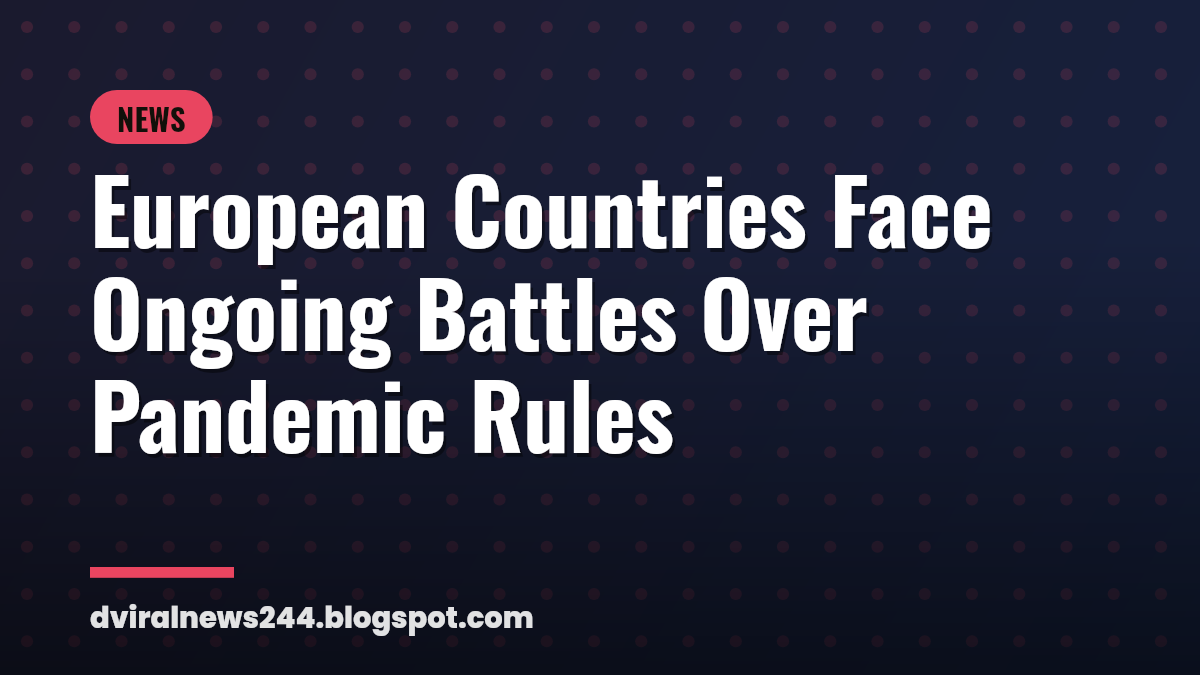 NEWS
European Countries Face
Ongoing Battles Over
Pandemic Rules
dviralnews244.blogspot.com